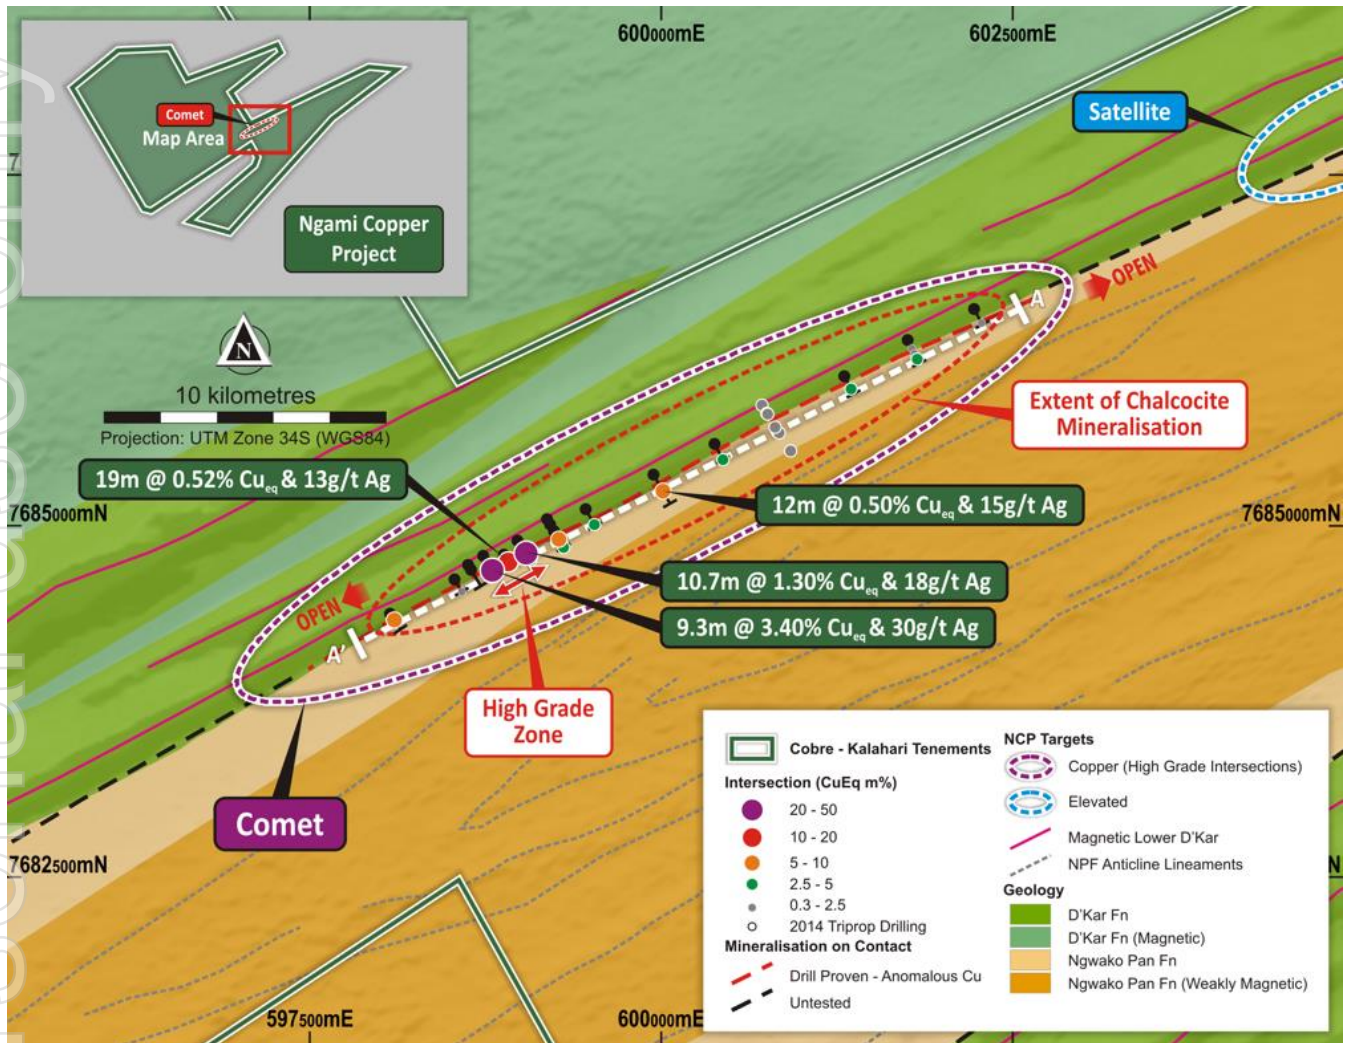 600000mE
602500mE
Comet
Map Area
Ngami Copper
Project
Satellite
OPEN
A
N
10 kilometres
Projection: UTM Zone 34S (WGS84)
Extent of Chalcocite
Mineralisation
19m @ 0.52% Cueq & 13g/t Ag
12m @ 0.50% Cueq & 15g/t Ag
7685000mN
7685000mN
10.7m @ 1.30% Cueq & 18g/t Ag
9.3m @ 3.40% Cueq & 30g/t Ag
OPEN
A'
High Grade
Zone
Comet
7682500mN
N
Cobre - Kalahari Tenements
Intersection (CuEq m%)
20 - 50
10 - 20
5 - 10
2.5 - 5
0.3 - 2.5
2014 Triprop Drilling
Mineralisation on Contact
Drill Proven - Anomalous Cu
Untested
NCP Targets
Copper (High Grade Intersections)
Elevated
Magnetic Lower D'Kar
NPF Anticline Lineaments
Geology
D'Kar Fn
D'Kar Fn (Magnetic)
Ngwako Pan Fn
Ngwako Pan Fn (Weakly Magnetic)
597500mE
600000mE